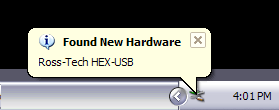 Found New Hardware
Ross-Tech HEX-USB
4:01 PM